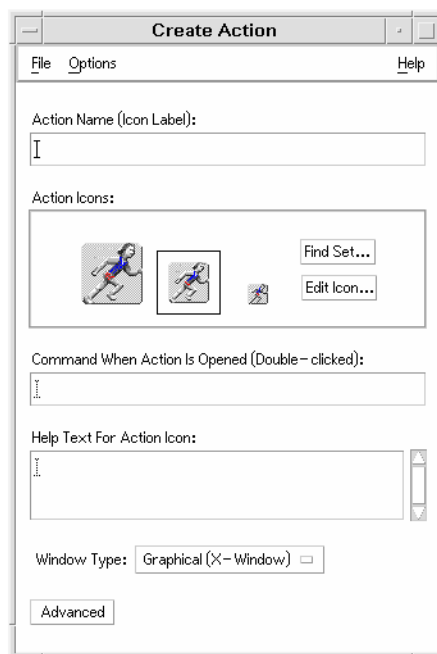 Create Action
File Options Help
Action Name (Icon Label):
Action Icons:
Find Set...
Edit Icon...
Command When Action Is Opened (Double-clicked):
Help Text For Action Icon:
Window Type: Graphical (X-Window)
Advanced